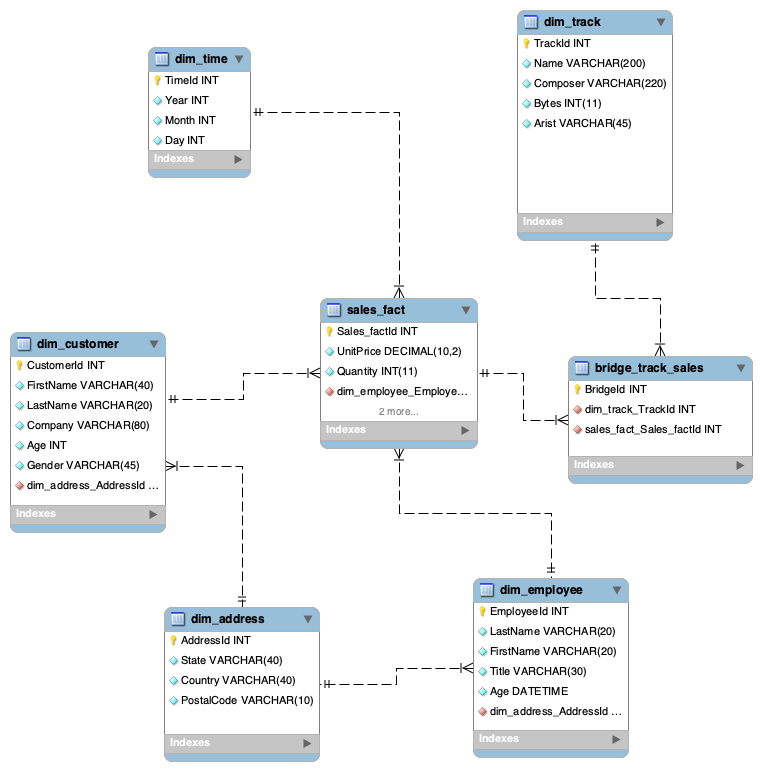 dim_track
TrackId INT
Name VARCHAR(200)
Composer VARCHAR(220)
Bytes INT(11)
Arist VARCHAR(45)
Indexes
dim_time
TimeId INT
Year INT
Month INT
Day INT
Indexes
sales_fact
Sales_factId INT
UnitPrice DECIMAL(10,2)
Quantity INT(11)
dim_employee_Employe...
2 more...
Indexes
dim_customer
CustomerId INT
FirstName VARCHAR(40)
LastName VARCHAR(20)
Company VARCHAR(80)
Age INT
Gender VARCHAR(45)
dim_address_AddressId ...
Indexes
bridge_track_sales
BridgeId INT
dim_track_TrackId INT
sales_fact_Sales_factId INT
Indexes
dim_address
AddressId INT
State VARCHAR(40)
Country VARCHAR(40)
PostalCode VARCHAR(10)
Indexes
dim_employee
EmployeeId INT
LastName VARCHAR(20)
FirstName VARCHAR(20)
Title VARCHAR(30)
Age DATETIME
dim_address_AddressId ...
Indexes